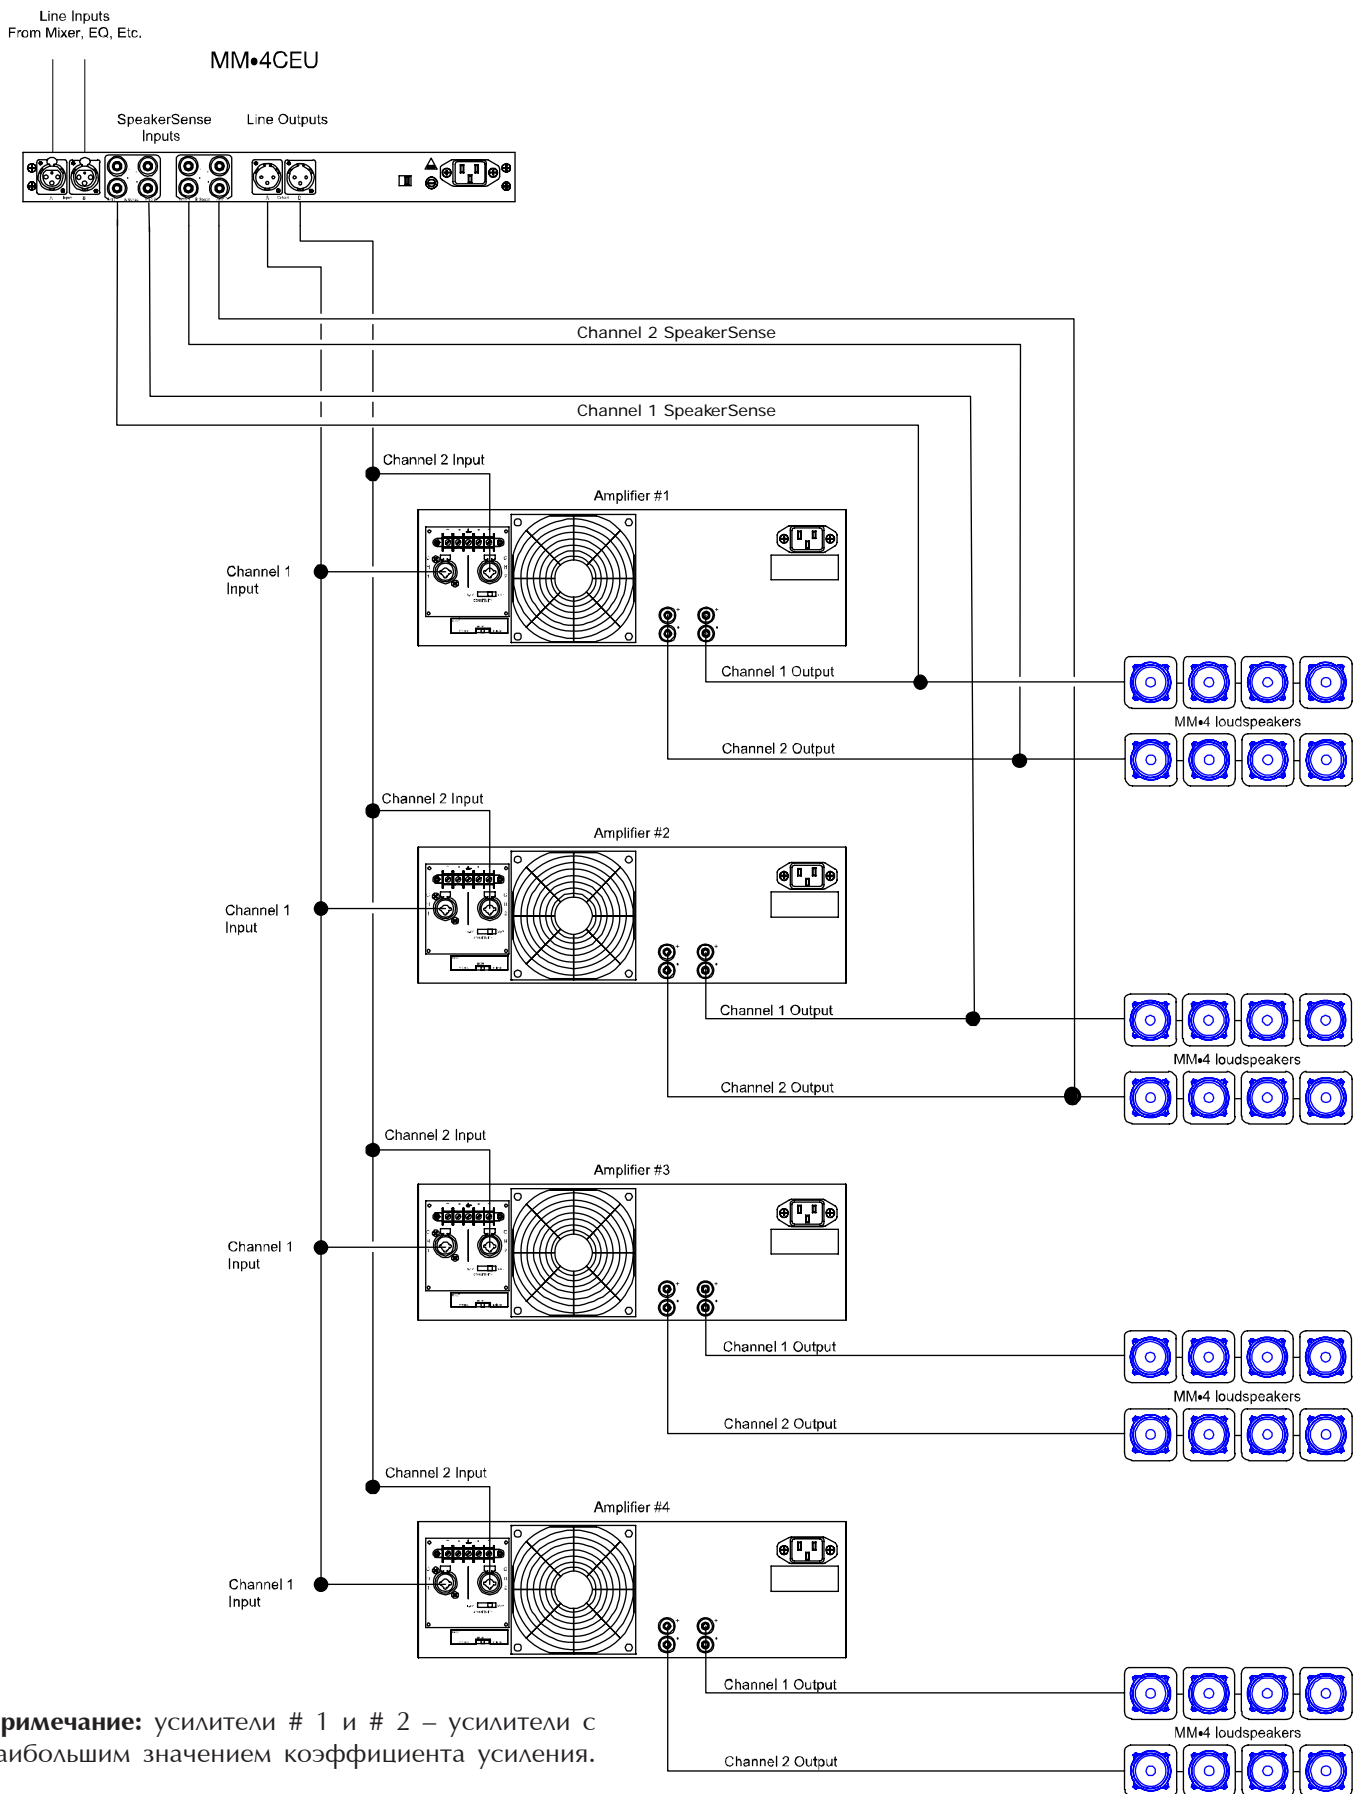 Line Inputs
From Mixer, EQ, Etc.
MM•4CEU
SpeakerSense
Inputs
Line Outputs
A Input B
Channel 2 SpeakerSense
Channel 1 SpeakerSense
Channel 2 Input
Amplifier #1
Channel 1
Input
Channel 1 Output
MM•4 loudspeakers
Channel 2 Output
Channel 2 Input
Amplifier #2
Channel 1
Input
Channel 1 Output
MM•4 loudspeakers
Channel 2 Output
Channel 2 Input
Amplifier #3
Channel 1
Input
Channel 1 Output
MM•4 loudspeakers
Channel 2 Output
Channel 2 Input
Amplifier #4
Channel 1
Input
Channel 1 Output
MM•4 loudspeakers
Channel 2 Output
римечание: усилители # 1 и # 2 – усилители с
аибольшим значением коэффициента усиления.